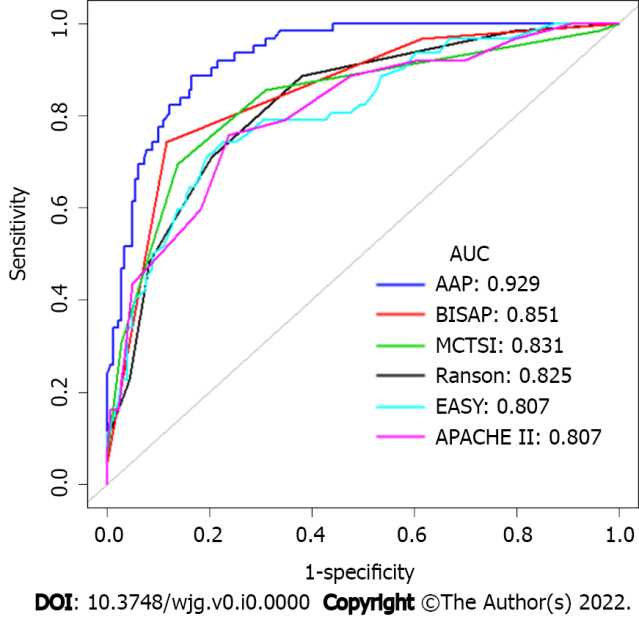 1.0
0.8
0.6
0.4
0.2
0.0
Sensitivity
AUC
AAP: 0.929
BISAP: 0.851
MCTSI: 0.831
Ranson: 0.825
EASY: 0.807
APACHE II: 0.807
0.0 0.2 0.4 0.6 0.8 1.0
1-specificity
DOI: 10.3748/wjg.v0.i0.0000 Copyright ©The Author(s) 2022.